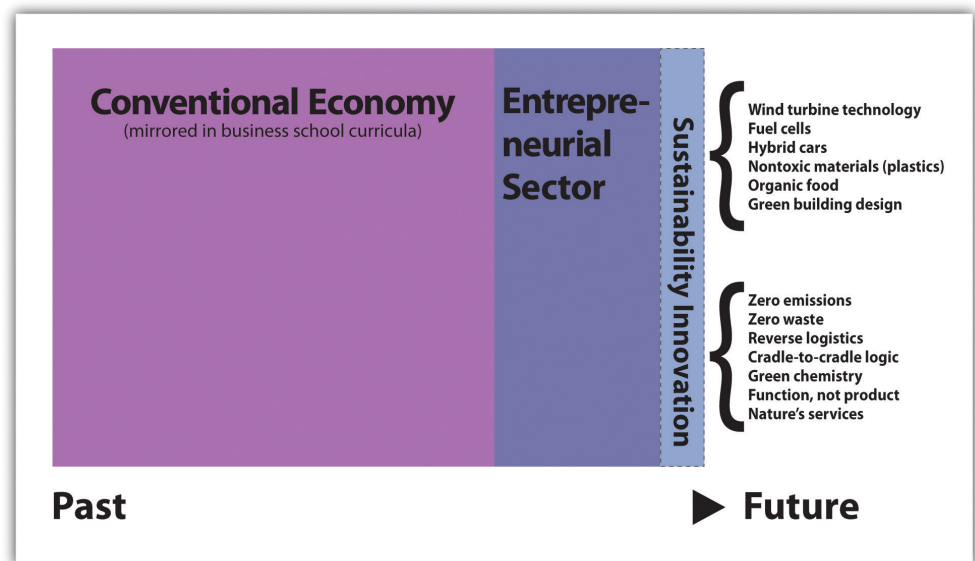 Conventional Economy
(mirrored in business school curricula)
Entrepre-
neurial
Sector
Sustainability Innovation
Wind turbine technology
Fuel cells
Hybrid cars
Nontoxic materials (plastics)
Organic food
Green building design
Zero emissions
Zero waste
Reverse logistics
Cradle-to-cradle logic
Green chemistry
Function, not product
Nature's services
Past
Future